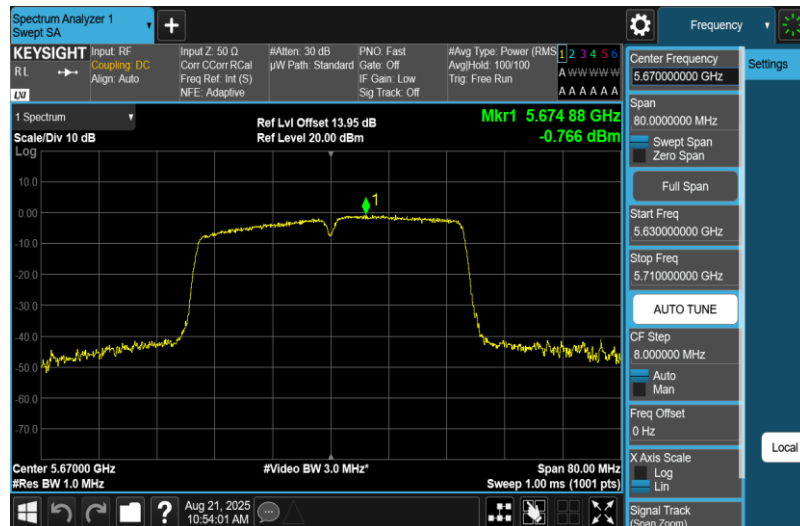 Spectrum Analyzer 1
Swept SA
+
Frequency
KEYSIGHT
RL
LXI
Input: RF
Coupling: DC
Align: Auto
Input Z: 50 Ω
Corr CCorr RCal
Freq Ref: Int (S)
NFE: Adaptive
#Atten: 30 dB
µW Path: Standard
PNO: Fast
Gate: Off
IF Gain: Low
Sig Track: Off
#Avg Type: Power (RMS
Avg|Hold: 100/100
Trig: Free Run
1 2 3 4 5 6
A W W W W W
A A A A A A
1 Spectrum
Scale/Div 10 dB
Log
Ref Lvl Offset 13.95 dB
Ref Level 20.00 dBm
Mkr1 5.674 88 GHz
-0.766 dBm
10.0
0.00
-10.0
-20.0
-30.0
-40.0
-50.0
-60.0
-70.0
1
Center 5.67000 GHz
#Res BW 1.0 MHz
#Video BW 3.0 MHz*
Span 80.00 MHz
Sweep 1.00 ms (1001 pts)
Center Frequency
5.670000000 GHz
Span
80.0000000 MHz
Swept Span
Zero Span
Full Span
Start Freq
5.630000000 GHz
Stop Freq
5.710000000 GHz
AUTO TUNE
CF Step
8.000000 MHz
Auto
Man
Freq Offset
0 Hz
X Axis Scale
Log
Lin
Signal Track
(Span Zoom)
Settings
Local
?
Aug 21, 2025
10:54:01 AM